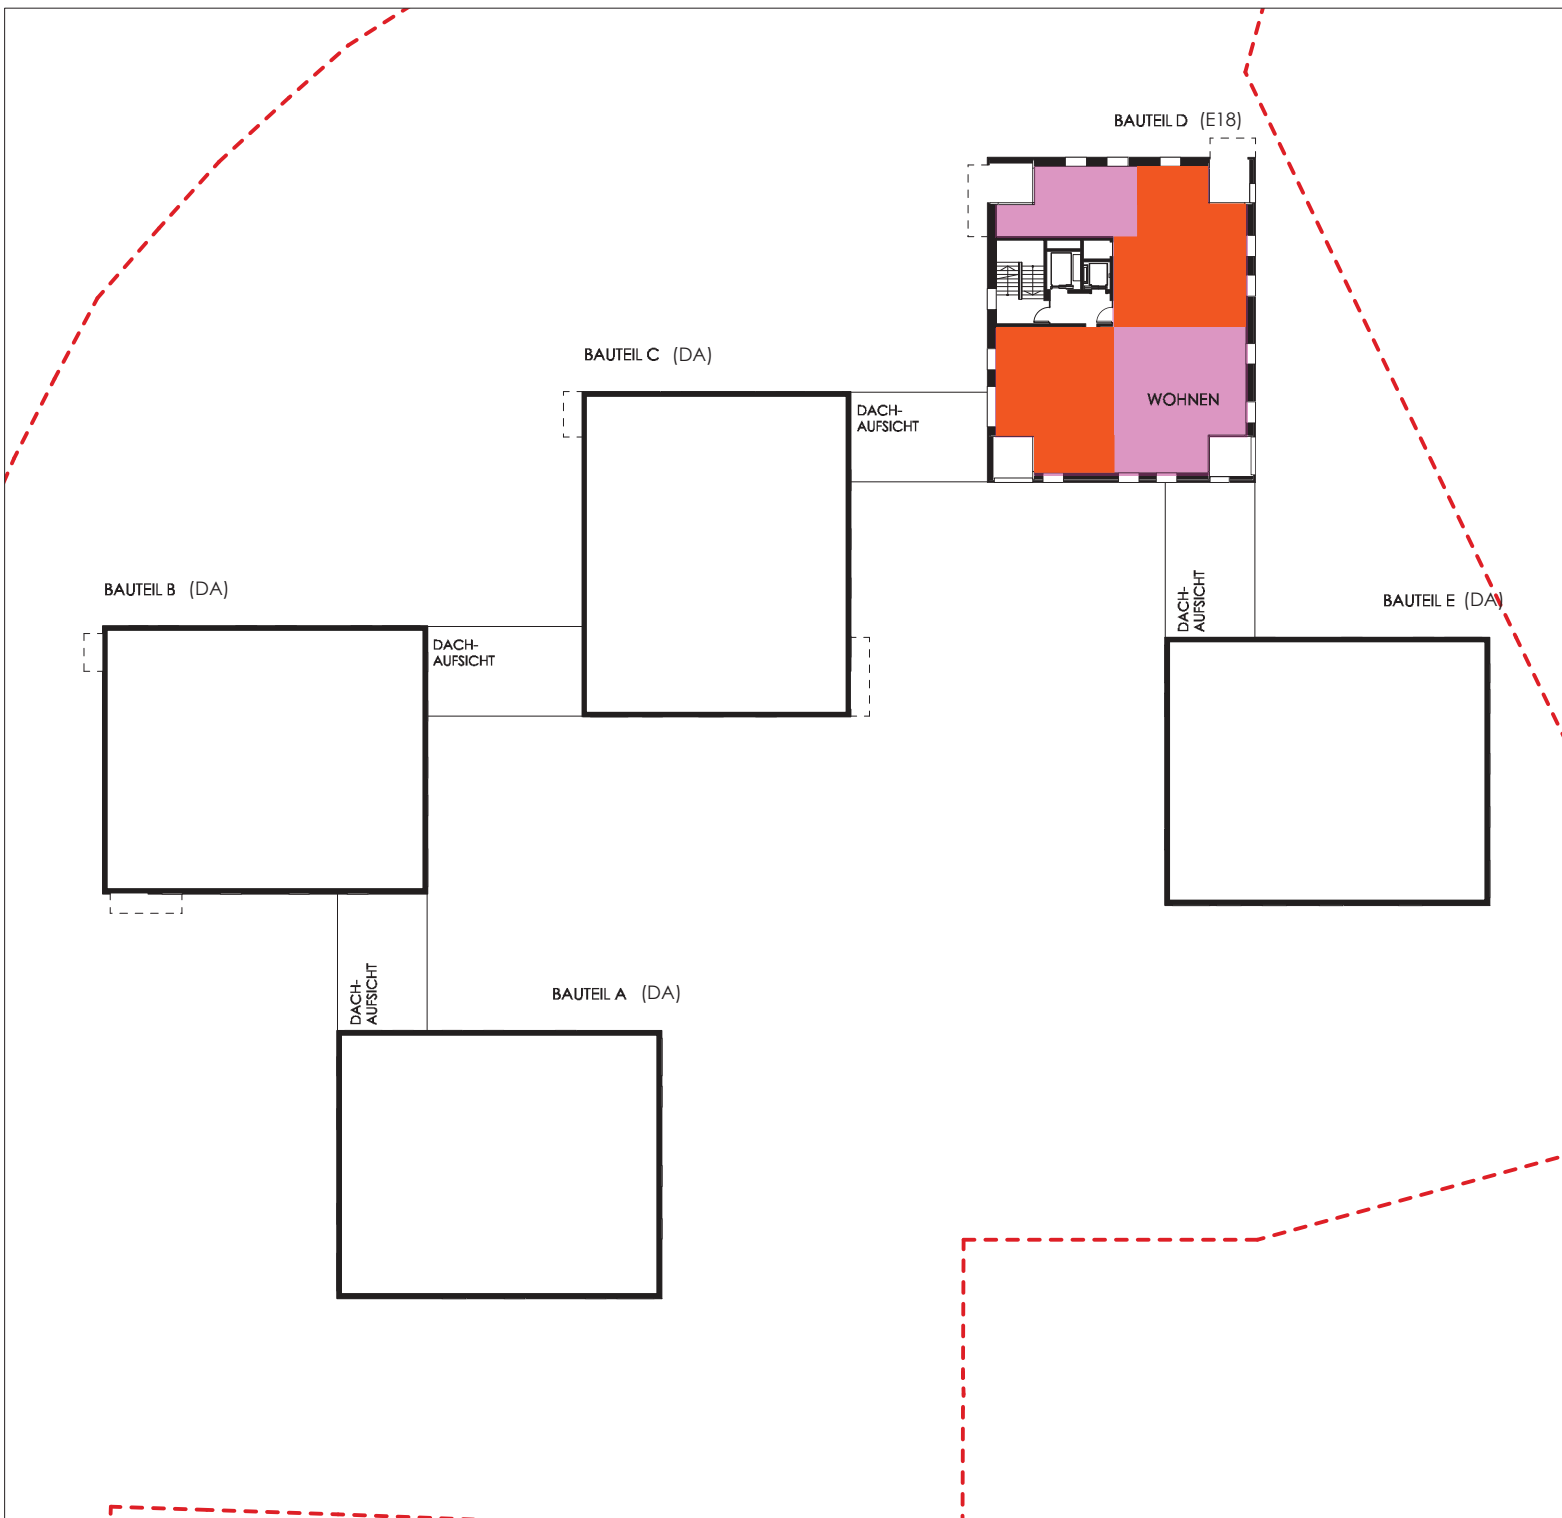 BAUTEIL D (E18)
BAUTEIL C (DA)
DACH-
AUFSICHT
WOHNEN
BAUTEIL B (DA)
DACH-
AUFSICHT
DACH-
AUFSICHT
BAUTEIL E (DA)
DACH-
AUFSICHT
BAUTEIL A (DA)